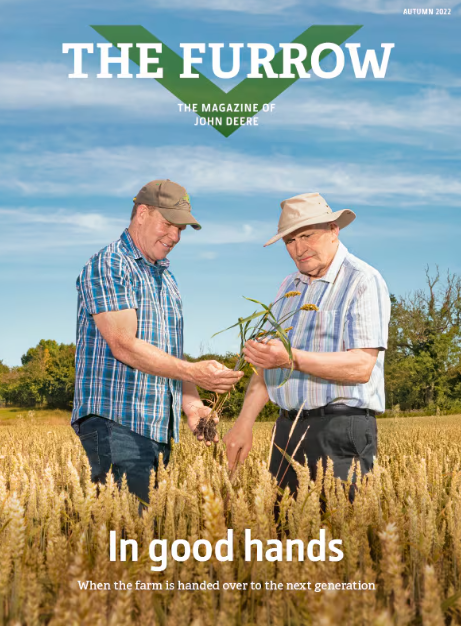 AUTUMN 2022
THE FURROW
THE MAGAZINE OF
JOHN DEERE
In good hands
When the farm is handed over to the next generation